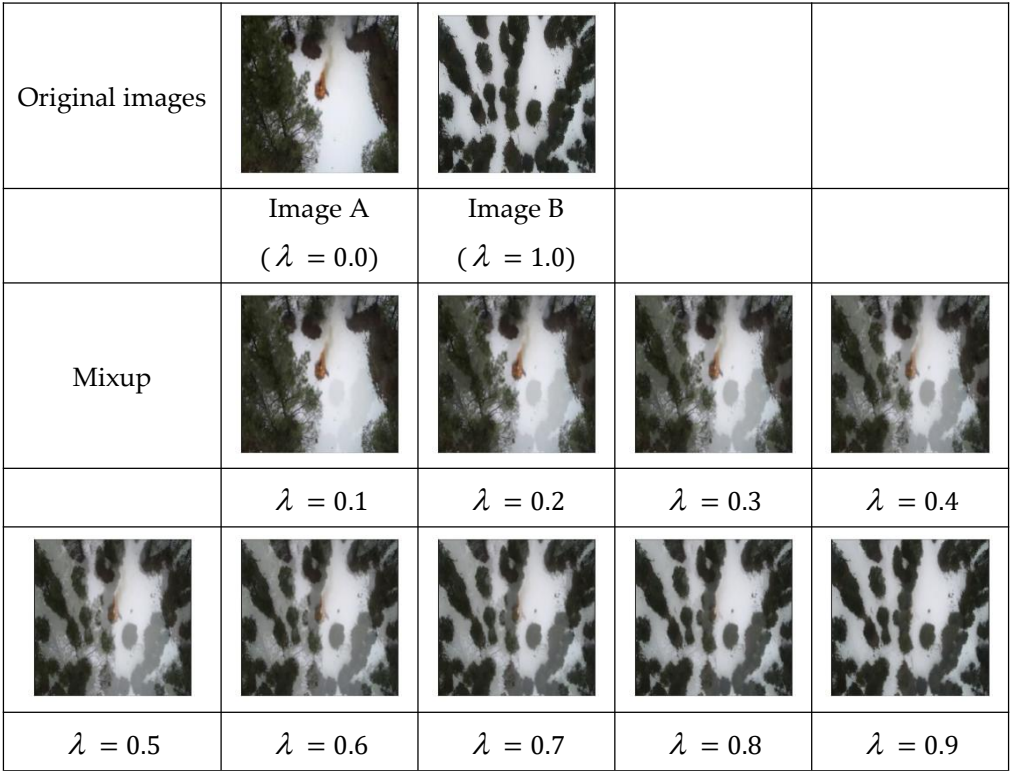 Original images
Image A
(λ = 0.0)
Image B
(λ = 1.0)
Mixup
λ = 0.1
λ = 0.2
λ = 0.3
λ = 0.4
λ = 0.5
λ = 0.6
λ = 0.7
λ = 0.8
λ = 0.9